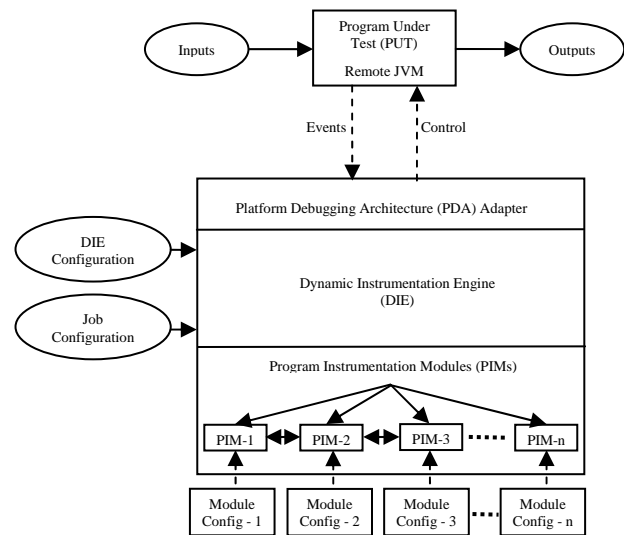 Inputs
Program Under
Test (PUT)
Remote JVM
Outputs
Events
Control
Platform Debugging Architecture (PDA) Adapter
DIE
Configuration
Dynamic Instrumentation Engine
(DIE)
Job
Configuration
Program Instrumentation Modules (PIMs)
PIM-1
PIM-2
PIM-3
PIM-n
Module
Config - 1
Module
Config - 2
Module
Config - 3
Module
Config - n